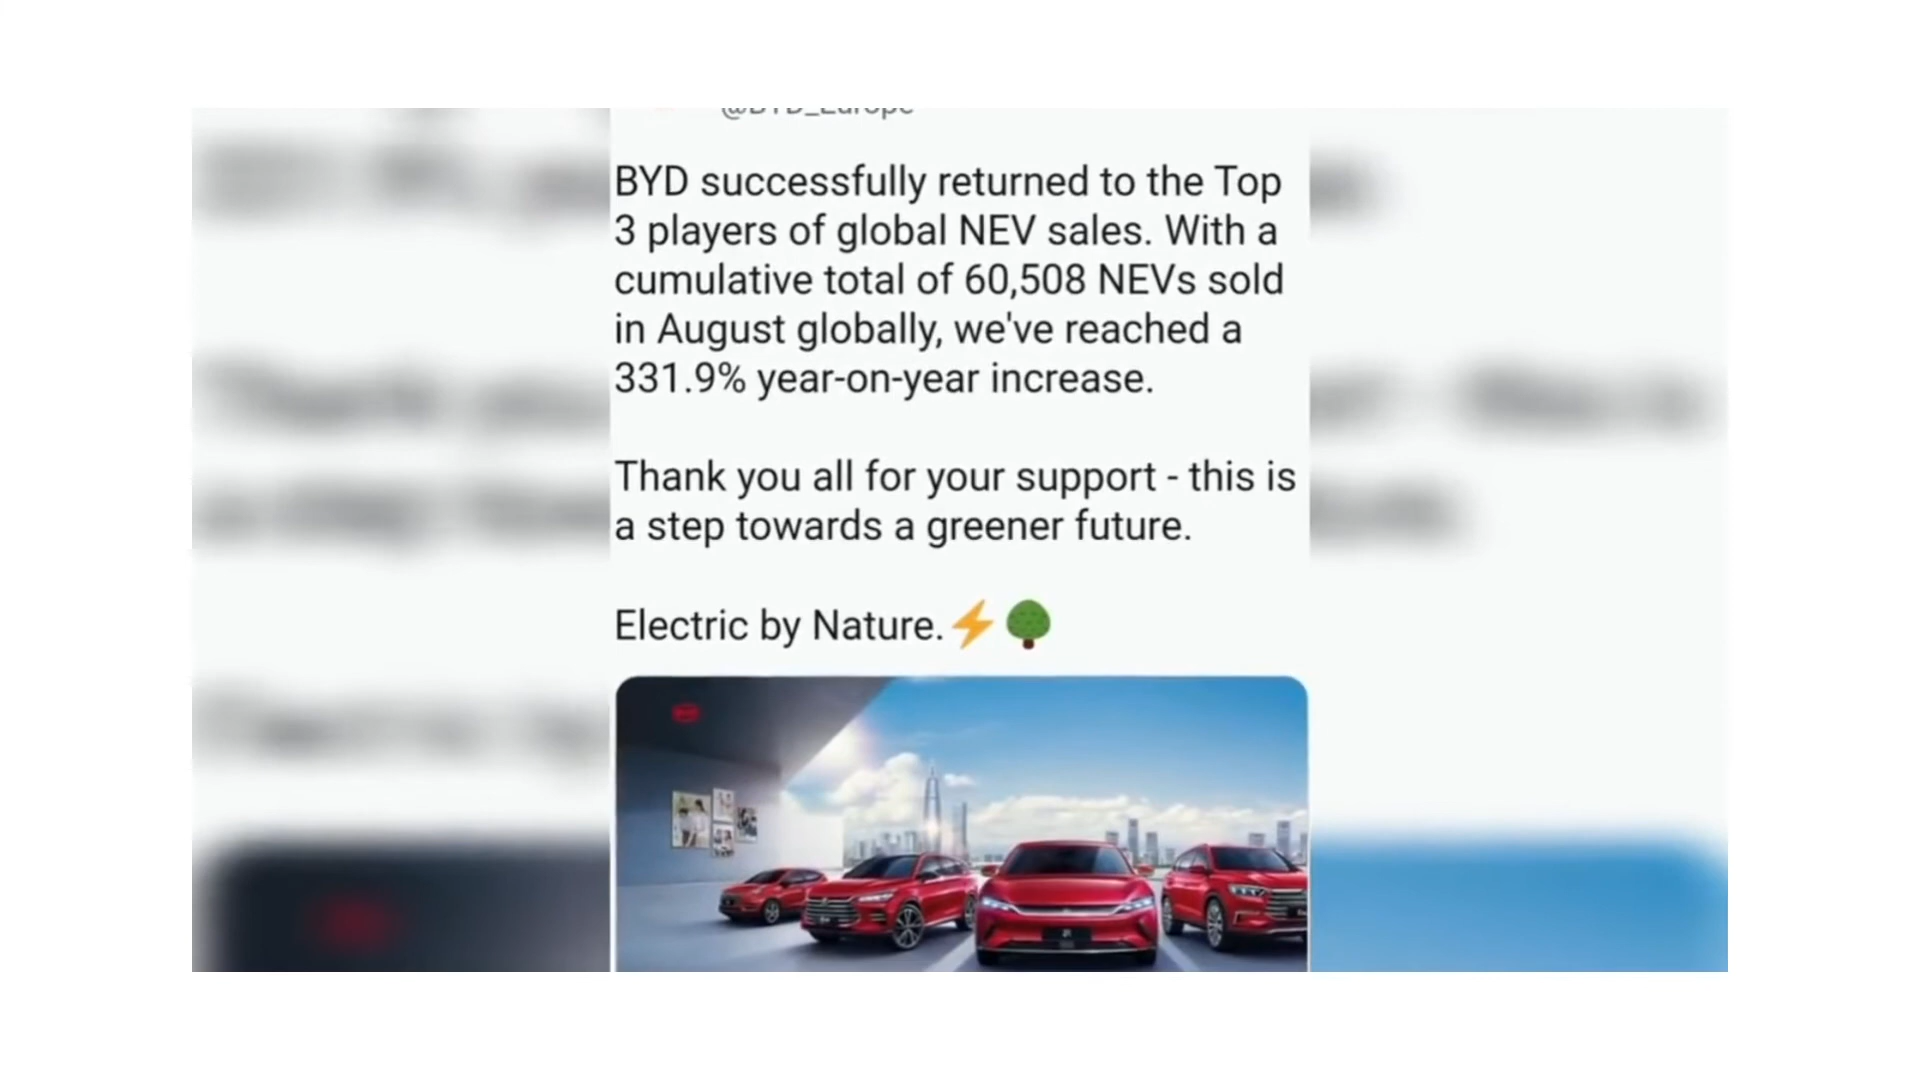 @BYD_Europe
BYD successfully returned to the Top
3 players of global NEV sales. With a
cumulative total of 60,508 NEVs sold
in August globally, we've reached a
331.9% year-on-year increase.
Thank you all for your support - this is
a step towards a greener future.
Electric by Nature.⚡🌳